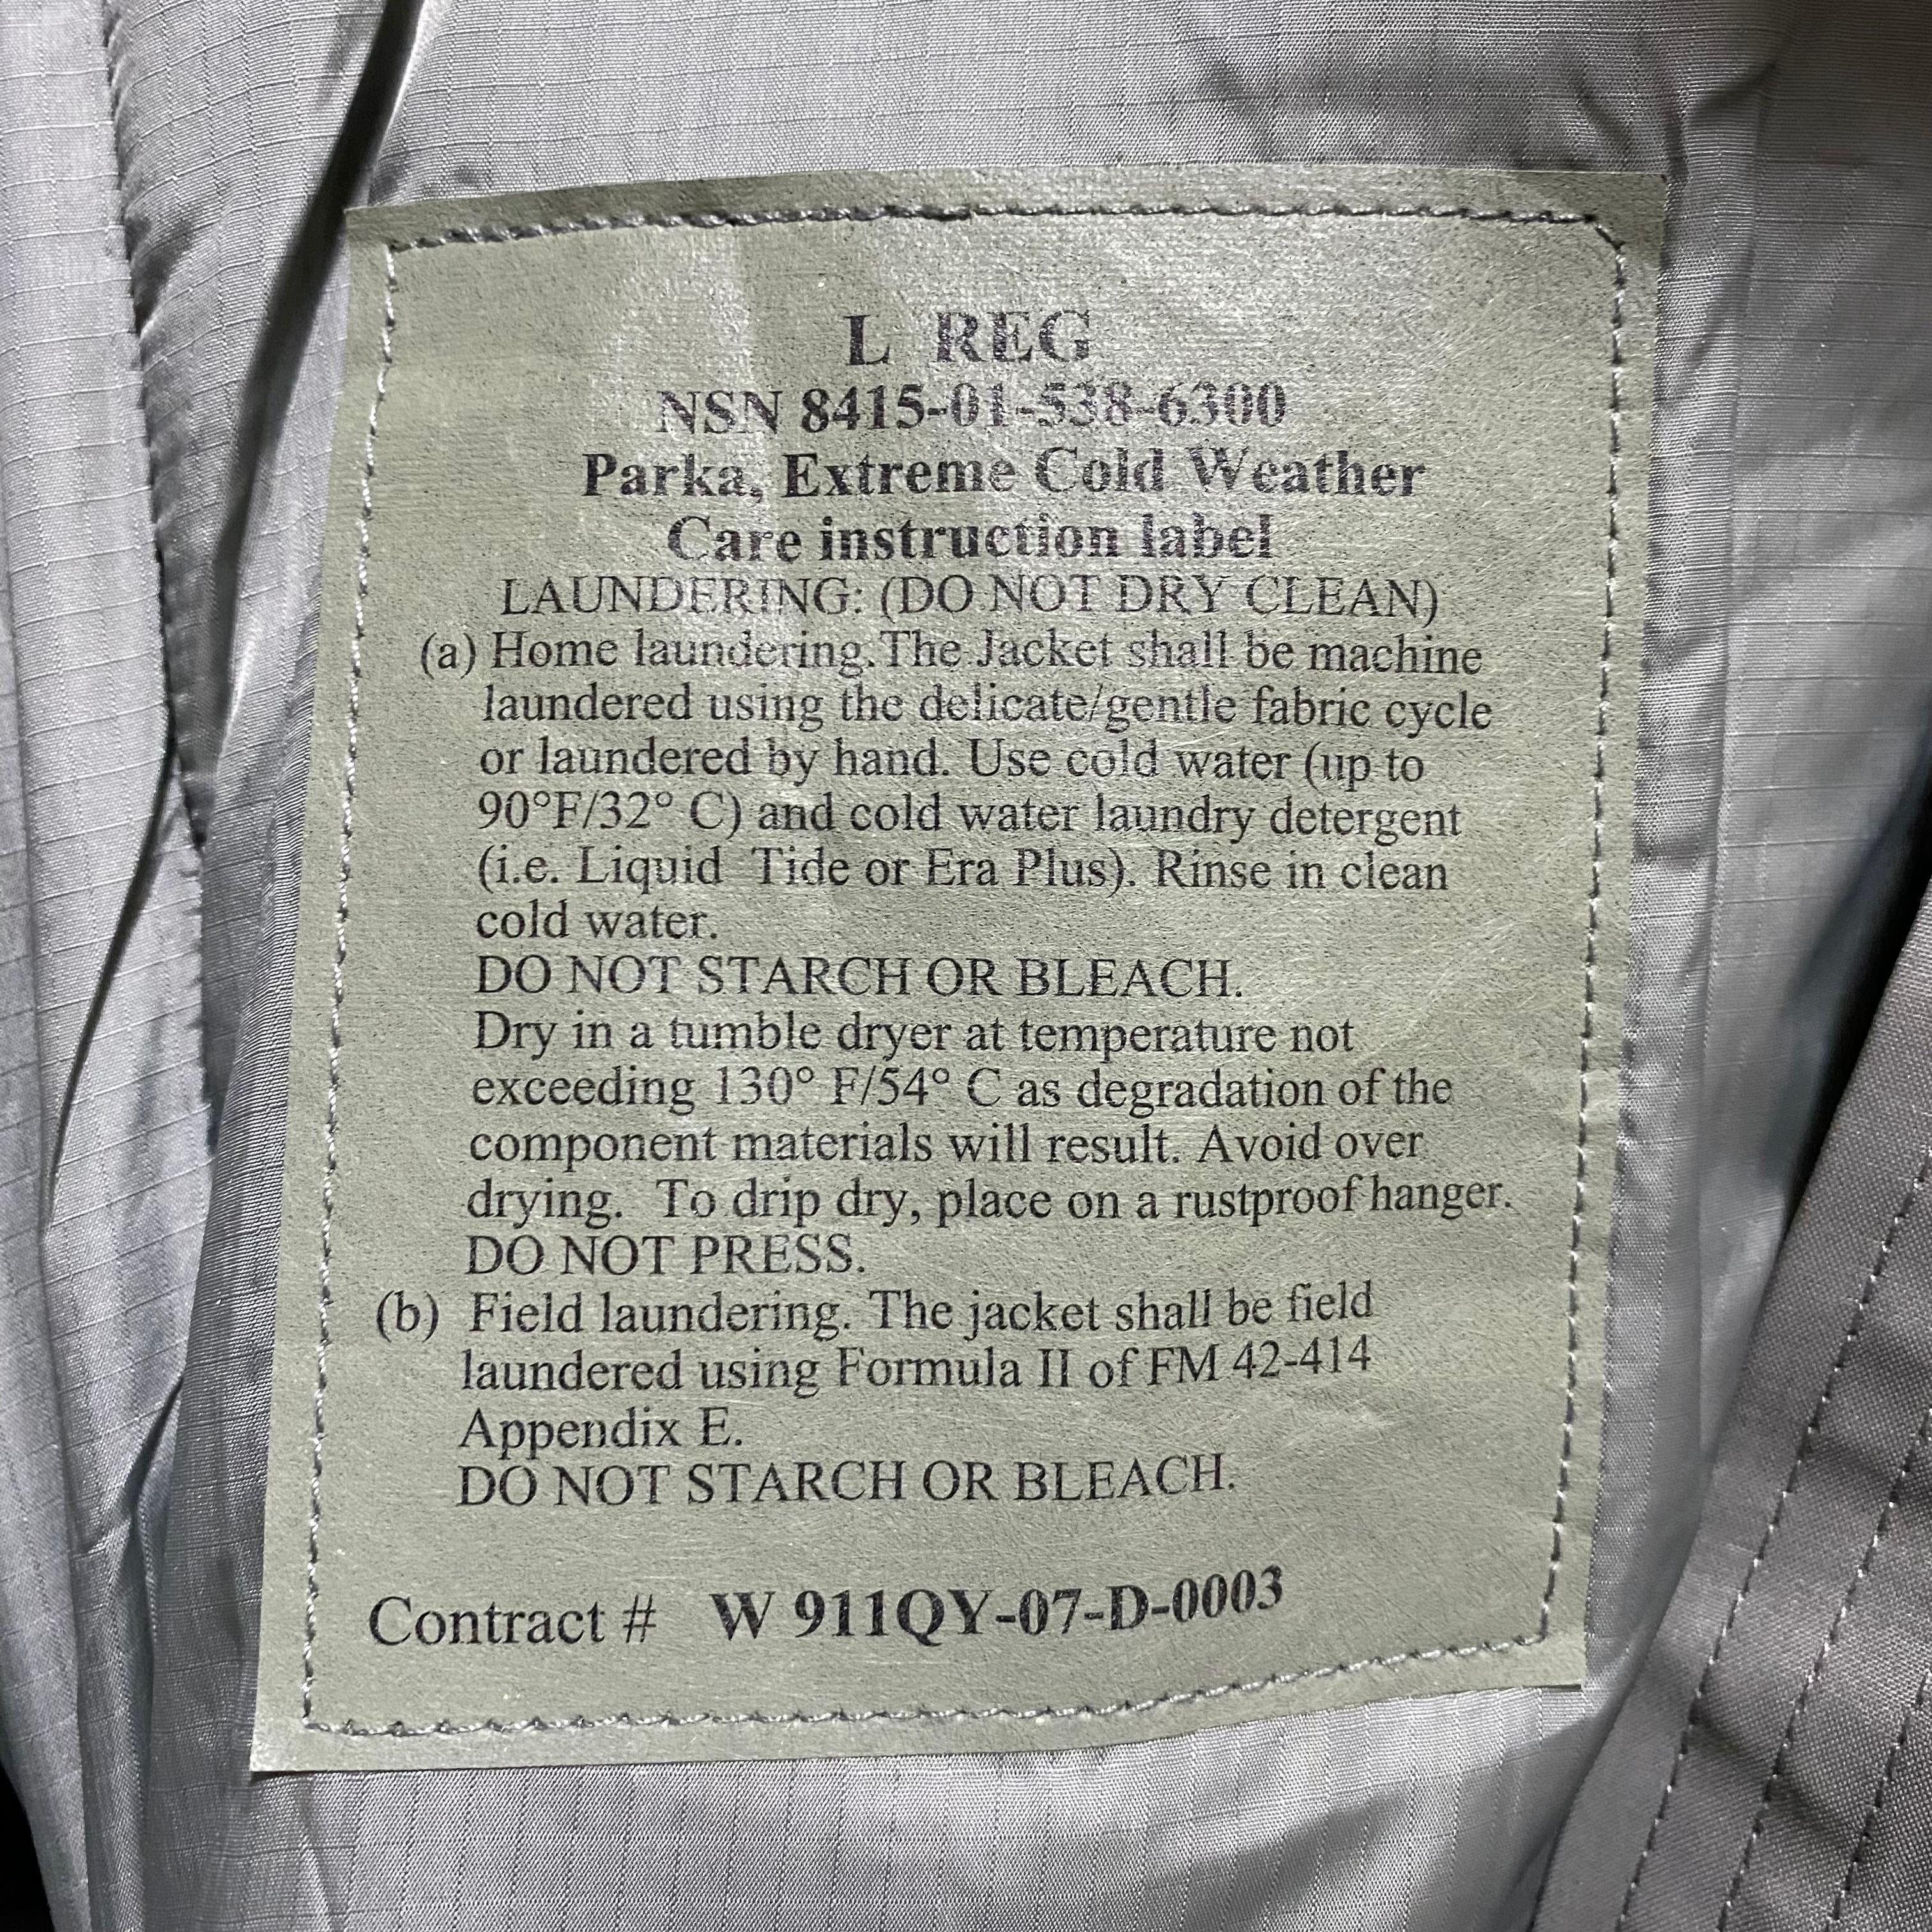 L REG
NSN 8415-01-538-6300
Parka, Extreme Cold Weather
Care instruction label
LAUNDERING: (DO NOT DRY CLEAN)
(a) Home laundering.The Jacket shall be machine
laundered using the delicate/gentle fabric cycle
or laundered by hand. Use cold water (up to
90°F/32° C) and cold water laundry detergent
(i.e. Liquid Tide or Era Plus). Rinse in clean
cold water.
DO NOT STARCH OR BLEACH.
Dry in a tumble dryer at temperature not
exceeding 130° F/54° C as degradation of the
component materials will result. Avoid over
drying. To drip dry, place on a rustproof hanger.
DO NOT PRESS.
(b) Field laundering. The jacket shall be field
laundered using Formula II of FM 42-414
Appendix E.
DO NOT STARCH OR BLEACH.
Contract # W 911QY-07-D-0003